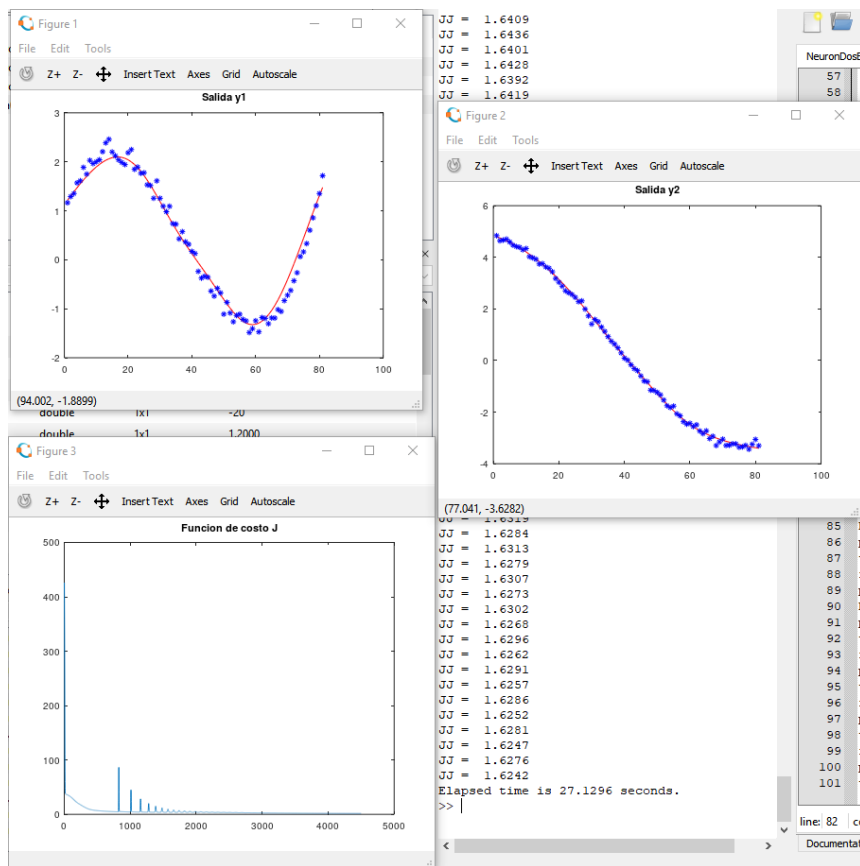 Figure 1
File Edit Tools
Z+ Z- Insert Text Axes Grid Autoscale
Salida y1
3
2
1
0
-1
-2
0 20 40 60 80 100
(94.002, -1.8899)
double 1x1 -20
double 1x1 1.2000
JJ = 1.6409
JJ = 1.6436
JJ = 1.6401
JJ = 1.6428
JJ = 1.6392
JJ = 1.6419
NeuronDosE
57
58
Figure 2
File Edit Tools
Z+ Z- Insert Text Axes Grid Autoscale
Salida y2
6
4
2
0
-2
-4
0 20 40 60 80 100
(77.041, -3.6282)
Figure 3
File Edit Tools
Z+ Z- Insert Text Axes Grid Autoscale
Funcion de costo J
500
400
300
200
100
0
0 1000 2000 3000 4000 5000
JJ = 1.6319
JJ = 1.6284
JJ = 1.6313
JJ = 1.6279
JJ = 1.6307
JJ = 1.6273
JJ = 1.6302
JJ = 1.6268
JJ = 1.6296
JJ = 1.6262
JJ = 1.6291
JJ = 1.6257
JJ = 1.6286
JJ = 1.6252
JJ = 1.6281
JJ = 1.6247
JJ = 1.6276
JJ = 1.6242
Elapsed time is 27.1296 seconds.
>>
85
86
87
88
89
90
91
92
93
94
95
96
97
98
99
100
101
line: 82 c
Documentat